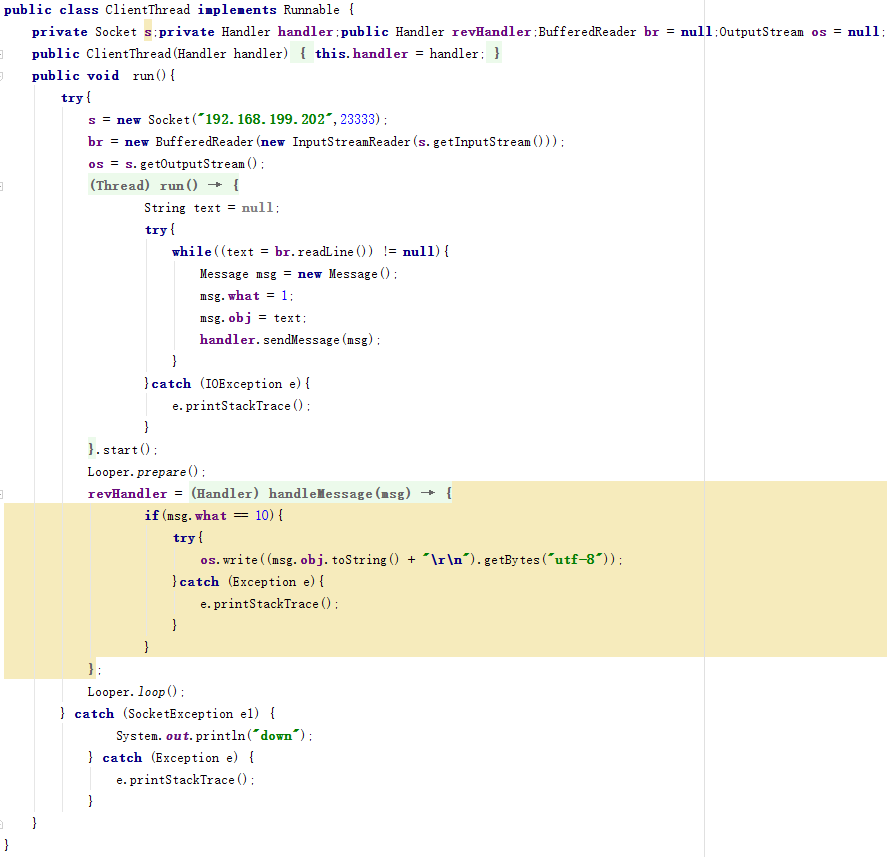 public class ClientThread implements Runnable {
private Socket s;private Handler handler;public Handler revHandler;BufferedReader br = null;OutputStream os = null;
public ClientThread(Handler handler) { this.handler = handler; }
public void run(){
try{
s = new Socket("192.168.199.202",23333);
br = new BufferedReader(new InputStreamReader(s.getInputStream()));
os = s.getOutputStream();
(Thread) run() → {
String text = null;
try{
while((text = br.readLine()) != null){
Message msg = new Message();
msg.what = 1;
msg.obj = text;
handler.sendMessage(msg);
}
}catch (IOException e){
e.printStackTrace();
}
}.start();
Looper.prepare();
revHandler = (Handler) handleMessage(msg) → {
if(msg.what == 10){
try{
os.write((msg.obj.toString() + "\r\n").getBytes("utf-8"));
}catch (Exception e){
e.printStackTrace();
}
}
};
Looper.loop();
} catch (SocketException e1) {
System.out.println("down");
} catch (Exception e) {
e.printStackTrace();
}
}
}